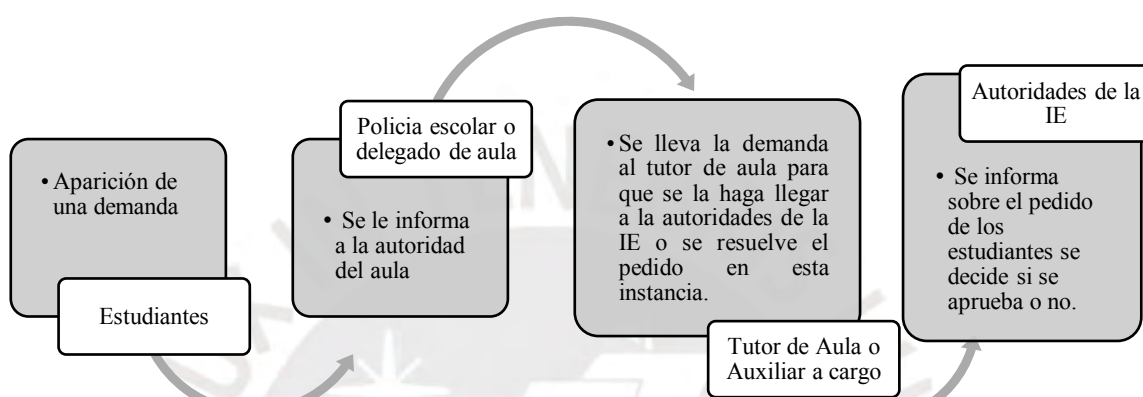 • Aparición de
una demanda
Estudiantes
Policia escolar o
delegado de aula
• Se le informa
a la autoridad
del aula
• Se lleva la demanda
al tutor de aula para
que se la haga llegar
a la autoridades de la
IE o se resuelve el
pedido en esta
instancia.
Tutor de Aula o
Auxiliar a cargo
Autoridades de la
IE
• Se informa
sobre el pedido
de los
estudiantes se
decide si se
aprueba o no.